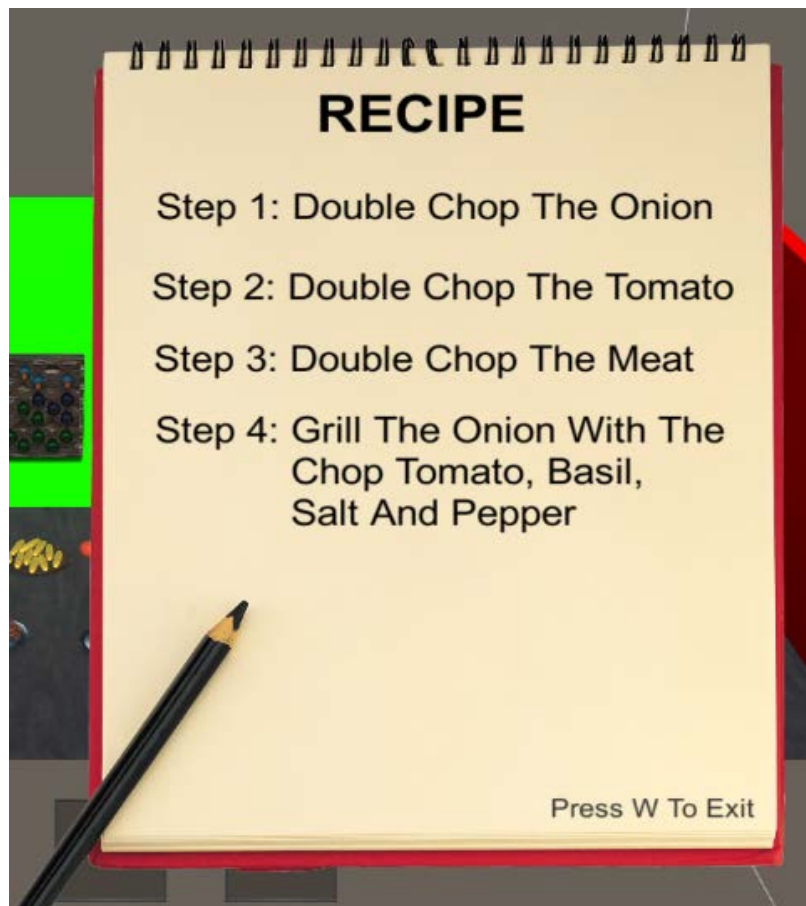 RECIPE
Step 1: Double Chop The Onion
Step 2: Double Chop The Tomato
Step 3: Double Chop The Meat
Step 4: Grill The Onion With The
Chop Tomato, Basil,
Salt And Pepper
Press W To Exit